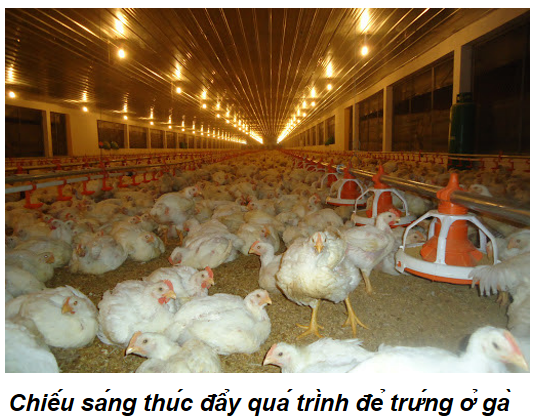 Chiếu sáng thúc đẩy quá trình đẻ trứng ở gà